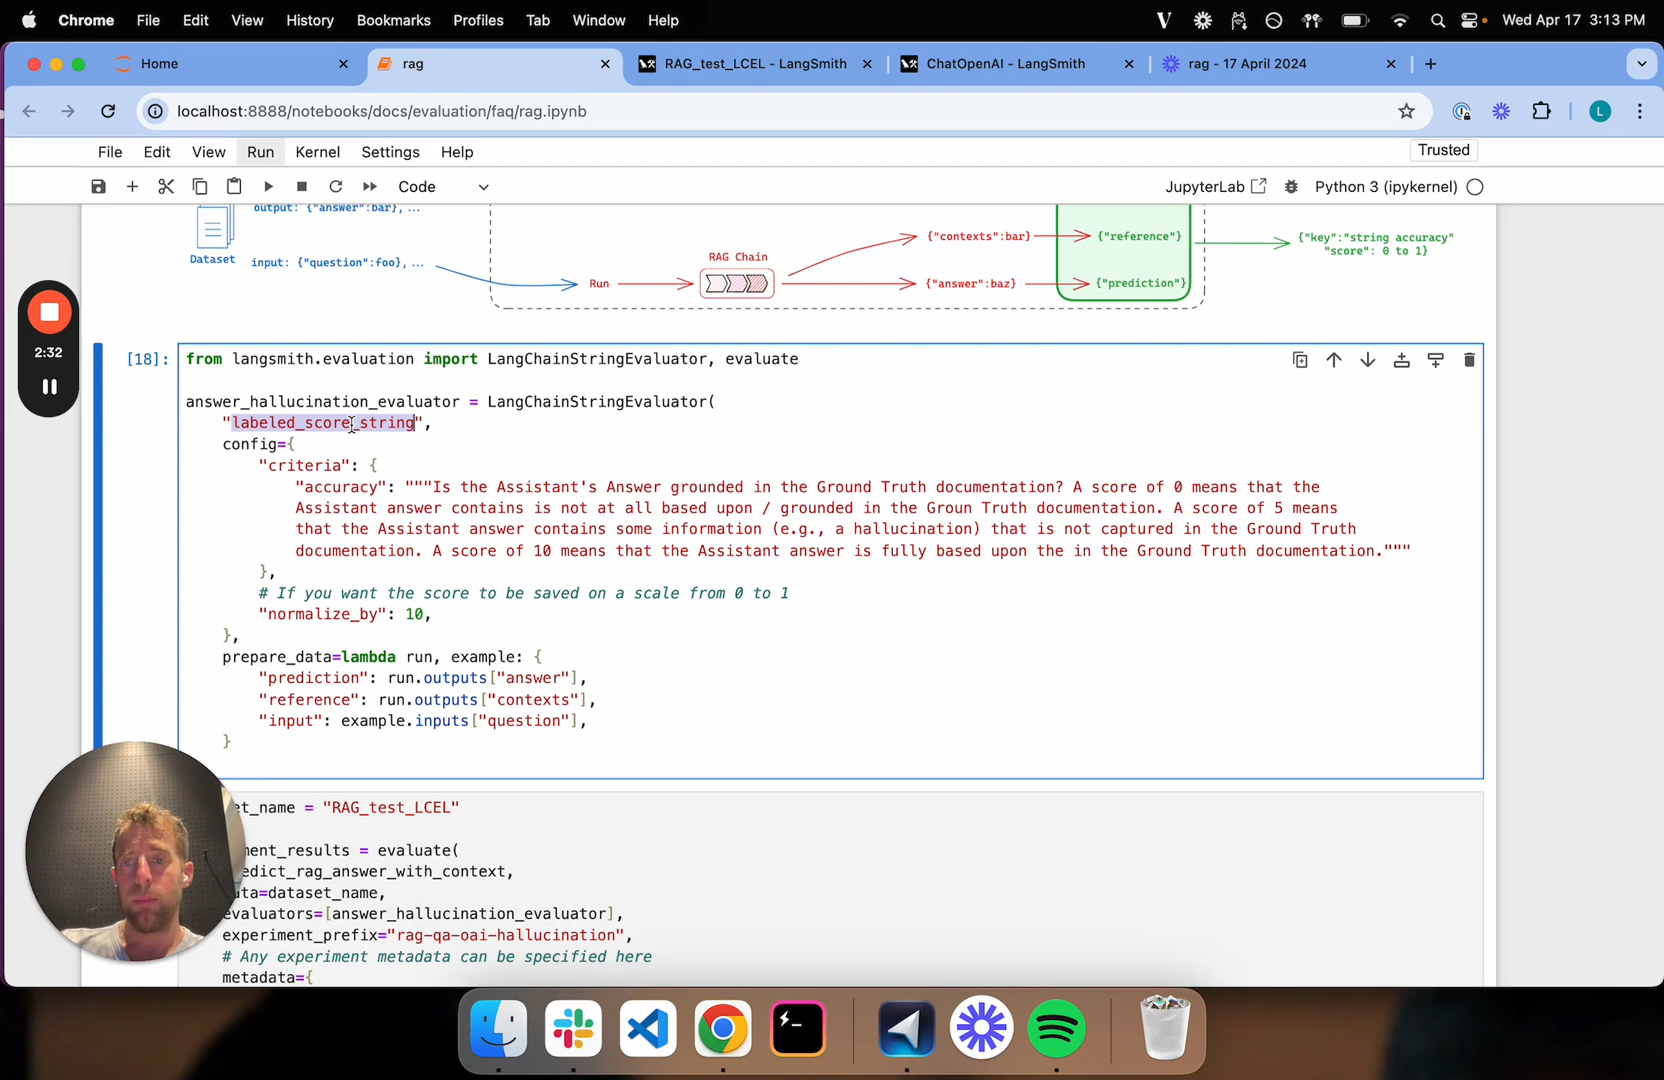 Chrome File Edit View History Bookmarks Profiles Tab Window Help Wed Apr 17 3:13 PM
Home rag RAG_test_LCEL - LangSmith ChatOpenAI - LangSmith rag - 17 April 2024
localhost:8888/notebooks/docs/evaluation/faq/rag.ipynb L
File Edit View Run Kernel Settings Help Trusted
Code JupyterLab Python 3 (ipykernel)
output: {"answer":bar},...
{"contexts":bar} {"reference"} {"key":"string accuracy"
"score": 0 to 1}
Dataset input: {"question":foo},... RAG Chain
Run {"answer":baz} {"prediction"}
2:32
[18]: from langsmith.evaluation import LangChainStringEvaluator, evaluate
answer_hallucination_evaluator = LangChainStringEvaluator(
"labeled_score_string",
config={
"criteria": {
"accuracy": """Is the Assistant's Answer grounded in the Ground Truth documentation? A score of 0 means that the
Assistant answer contains is not at all based upon / grounded in the Groun Truth documentation. A score of 5 means
that the Assistant answer contains some information (e.g., a hallucination) that is not captured in the Ground Truth
documentation. A score of 10 means that the Assistant answer is fully based upon the in the Ground Truth documentation."""
},
# If you want the score to be saved on a scale from 0 to 1
"normalize_by": 10,
},
prepare_data=lambda run, example: {
"prediction": run.outputs["answer"],
"reference": run.outputs["contexts"],
"input": example.inputs["question"],
}
et_name = "RAG_test_LCEL"
ment_results = evaluate(
edict_rag_answer_with_context,
ata=dataset_name,
evaluators=[answer_hallucination_evaluator],
experiment_prefix="rag-qa-oai-hallucination",
# Any experiment metadata can be specified here
metadata={